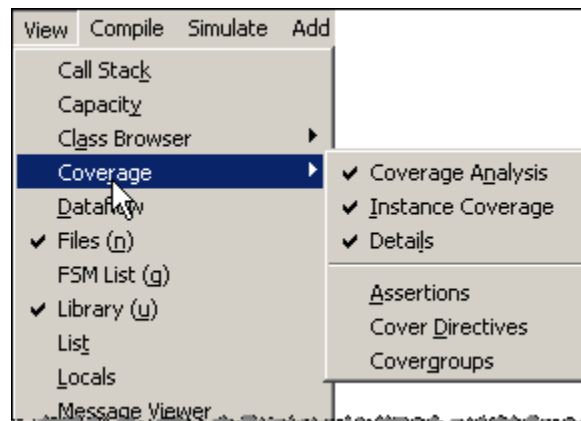 View Compile Simulate Add
Call Stack
Capacity
Class Browser
Coverage
Dataflow
Files (n)
FSM List (g)
Library (u)
List
Locals
Message Viewer
Coverage Analysis
Instance Coverage
Details
Assertions
Cover Directives
Covergroups